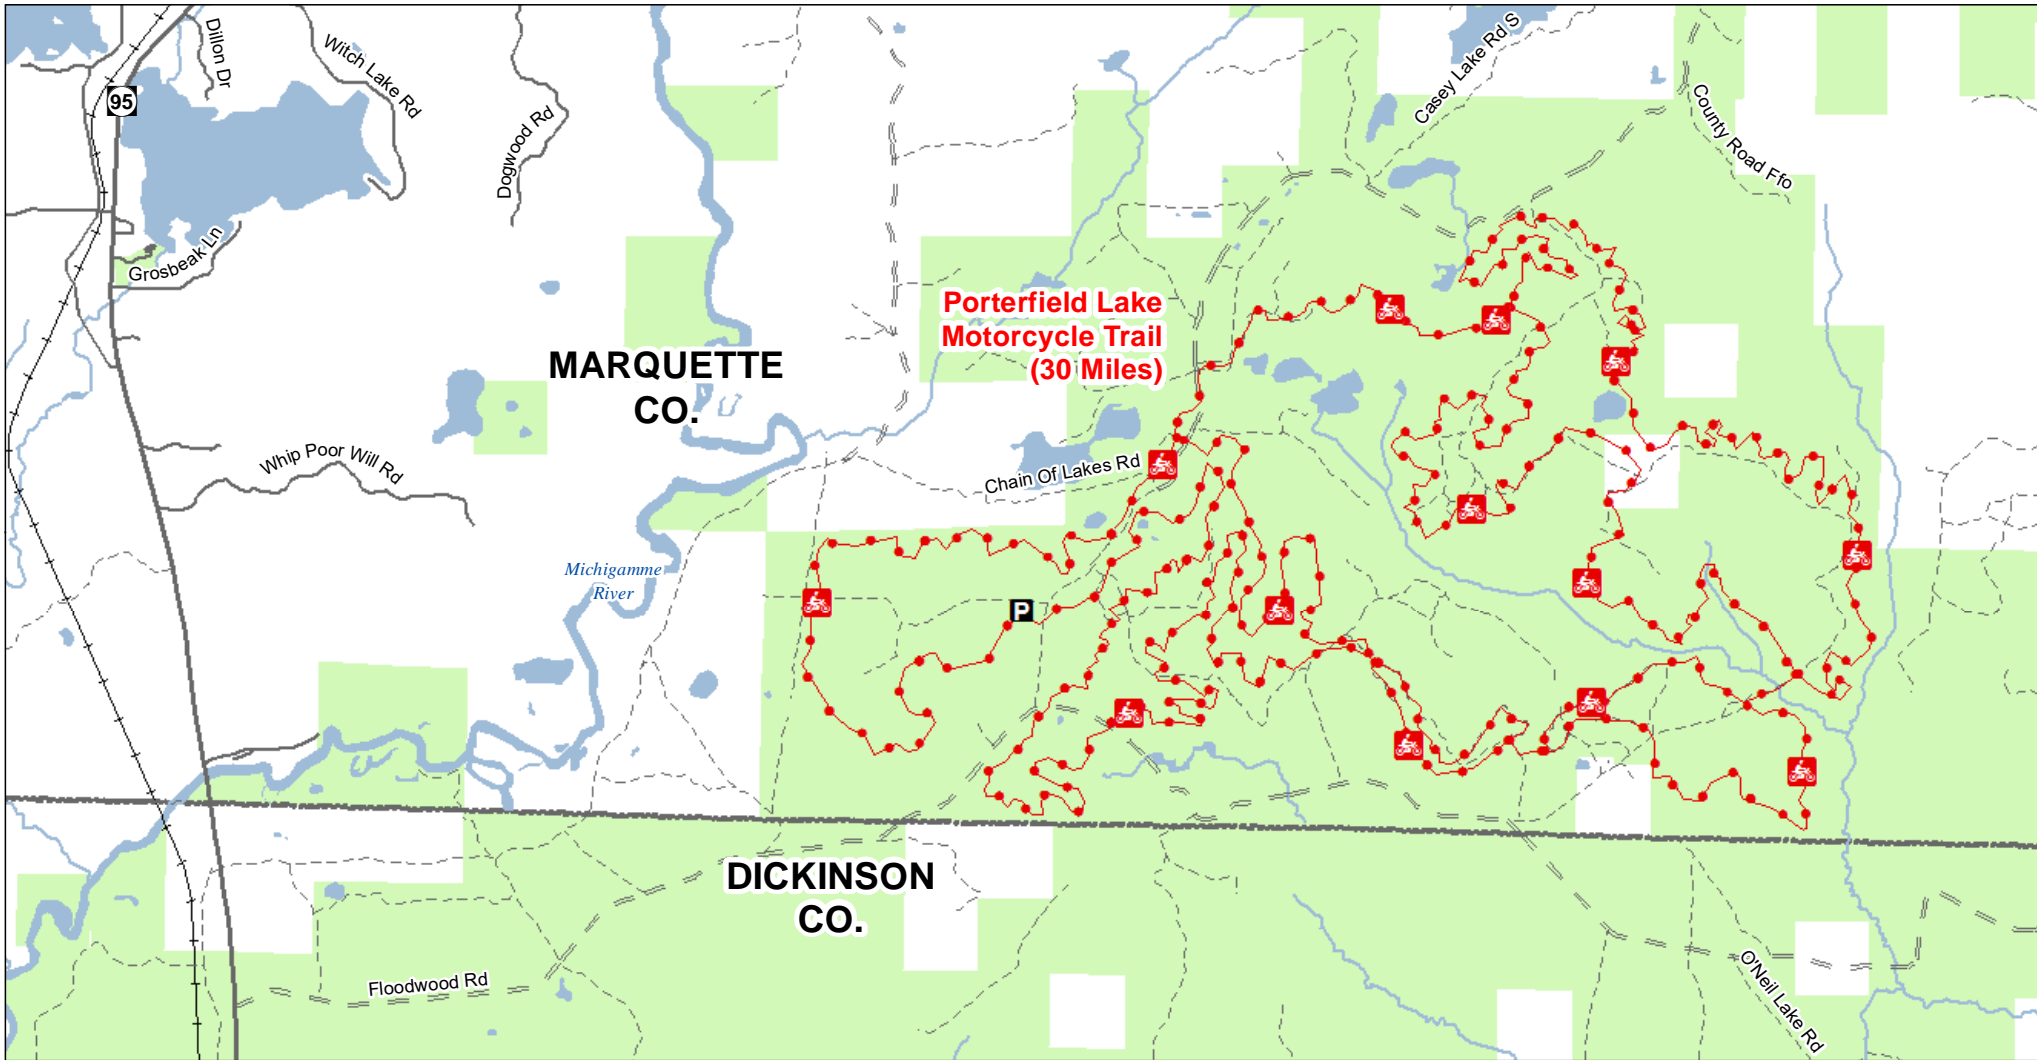 Dillon Dr
Witch Lake Rd
95
Dogwood Rd
Casey Lake Rd S
County Road Ffo
Grosbeak Ln
Porterfield Lake
Motorcycle Trail
(30 Miles)
MARQUETTE
CO.
Whip Poor Will Rd
Chain Of Lakes Rd
Michigamme
River
P
DICKINSON
CO.
Floodwood Rd
O'Neil Lake Rd